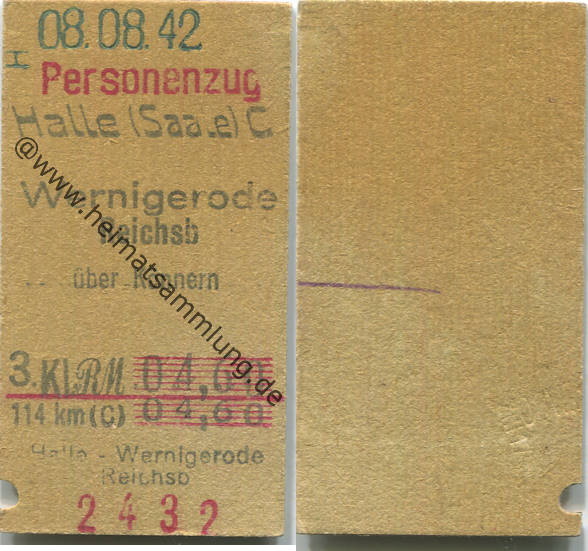 08.08.42
I
Personenzug
Halle (Saale) C
Wernigerode
Reichsb
über Könnern
3. Kl. RM 04,60
114 km (C) 04,60
Halle - Wernigerode
Reichsb
2432
@www.heimatsammlung.de